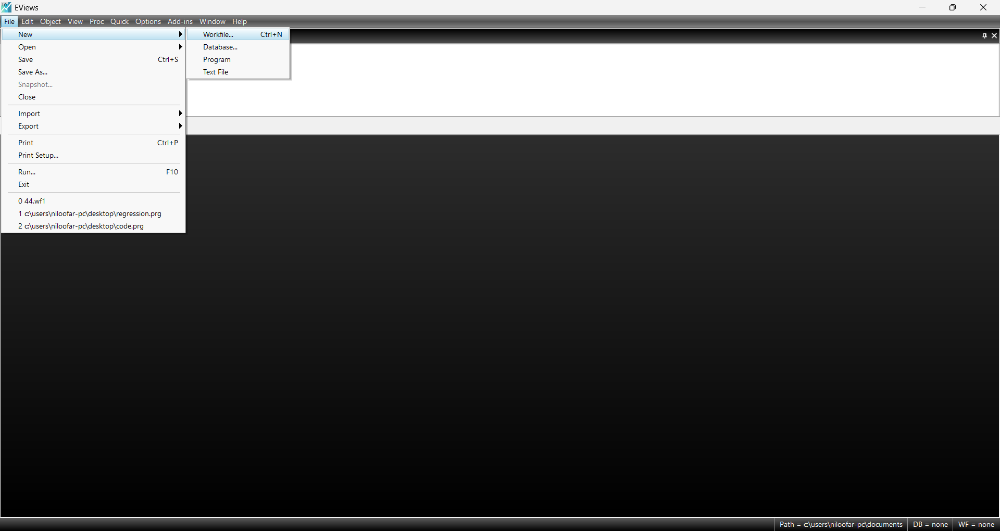 10
EViews
File Edit Object View Proc Quick Options Add-ins Window Help
New
Open
Save Ctrl+S
Save As...
Snapshot...
Close
Import
Export
Print Ctrl+P
Print Setup...
Run... F10
Exit
0 44.wf1
1 c:\users\niloofar-pc\desktop\regression.prg
2 c:\users\niloofar-pc\desktop\code.prg
Workfile... Ctrl+N
Database...
Program
Text File
Path = c:\users\niloofar-pc\documents DB = none WF = none